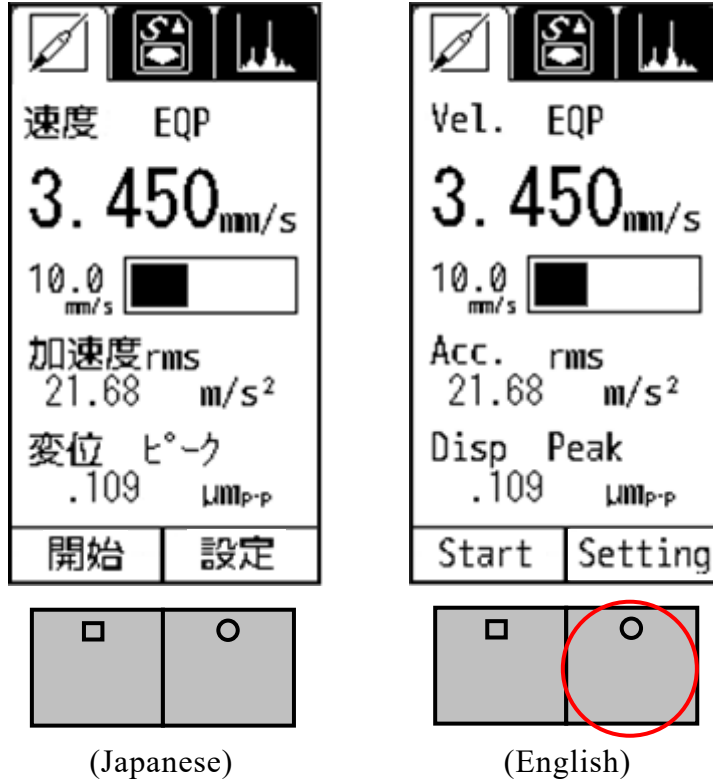 S
速度 EQP
3.450mm/s
10.0
mm/s
加速度rms
21.68 m/s²
変位 ピーク
.109 μmp-p
開始 設定
(Japanese)
S
Vel. EQP
3.450mm/s
10.0
mm/s
Acc. rms
21.68 m/s²
Disp Peak
.109 μmp-p
Start Setting
(English)